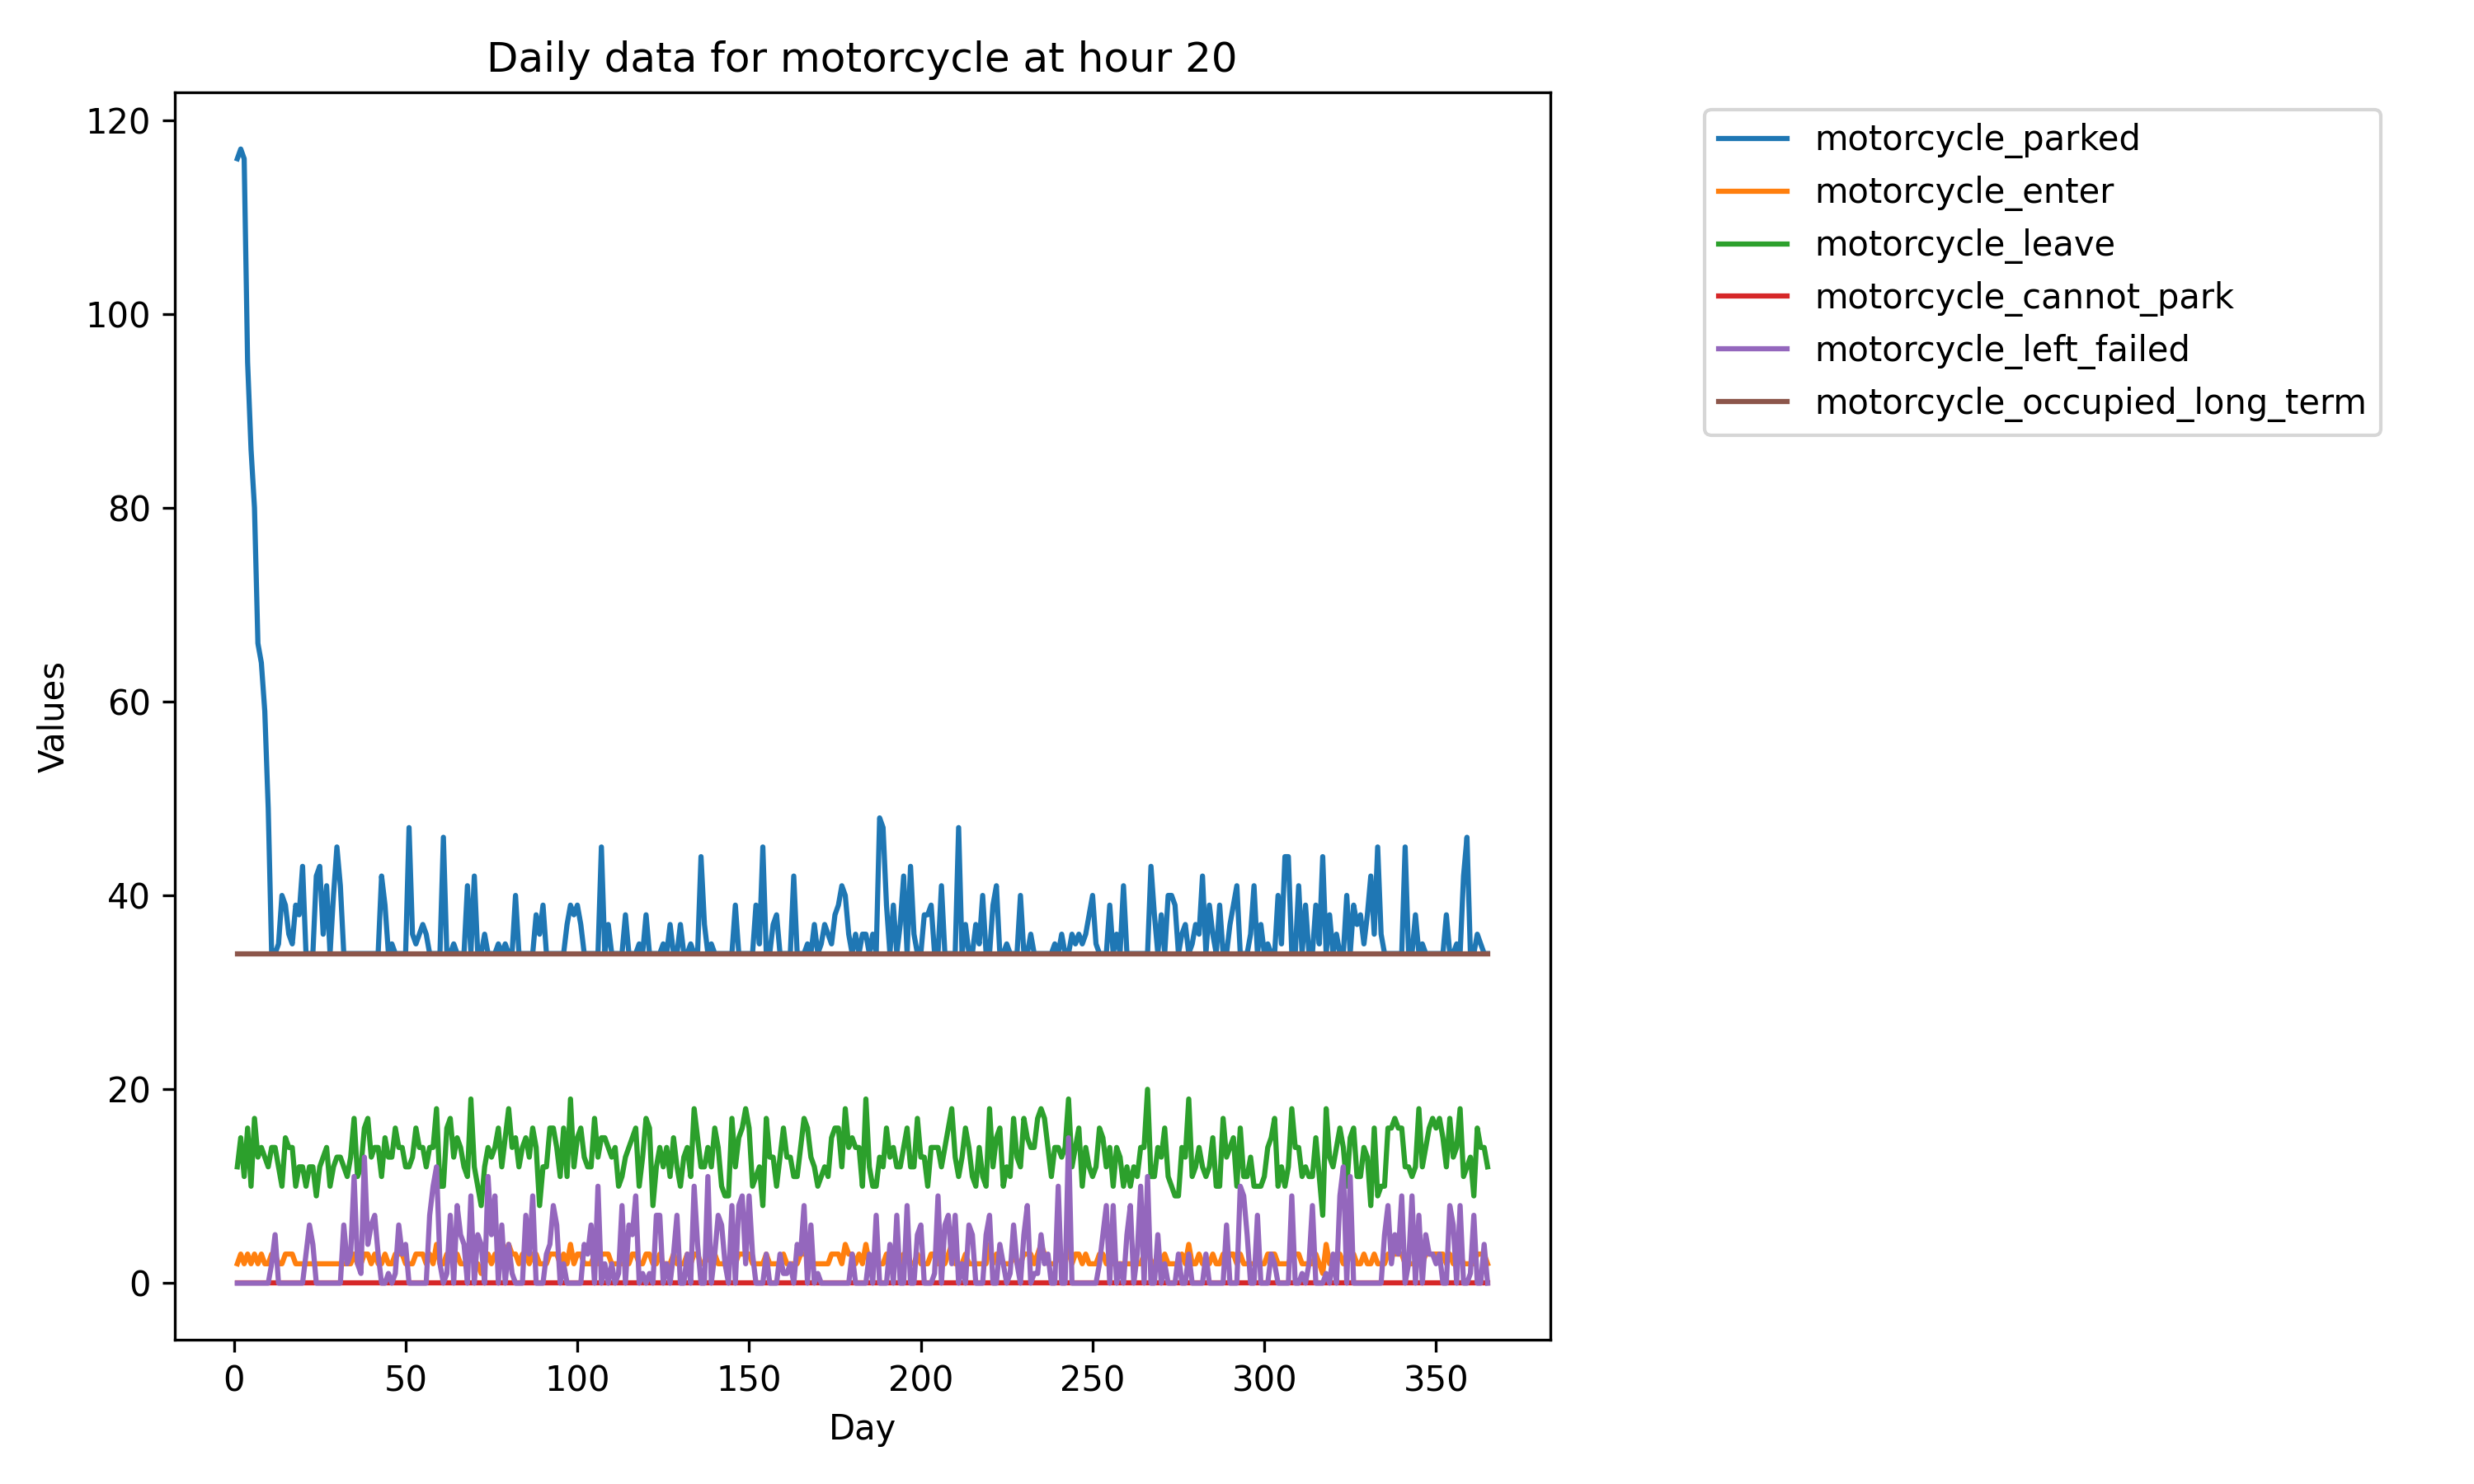 Daily data for motorcycle at hour 20
120
100
80
60
40
20
0
Values
0 50 100 150 200 250 300 350
Day
motorcycle_parked
motorcycle_enter
motorcycle_leave
motorcycle_cannot_park
motorcycle_left_failed
motorcycle_occupied_long_term